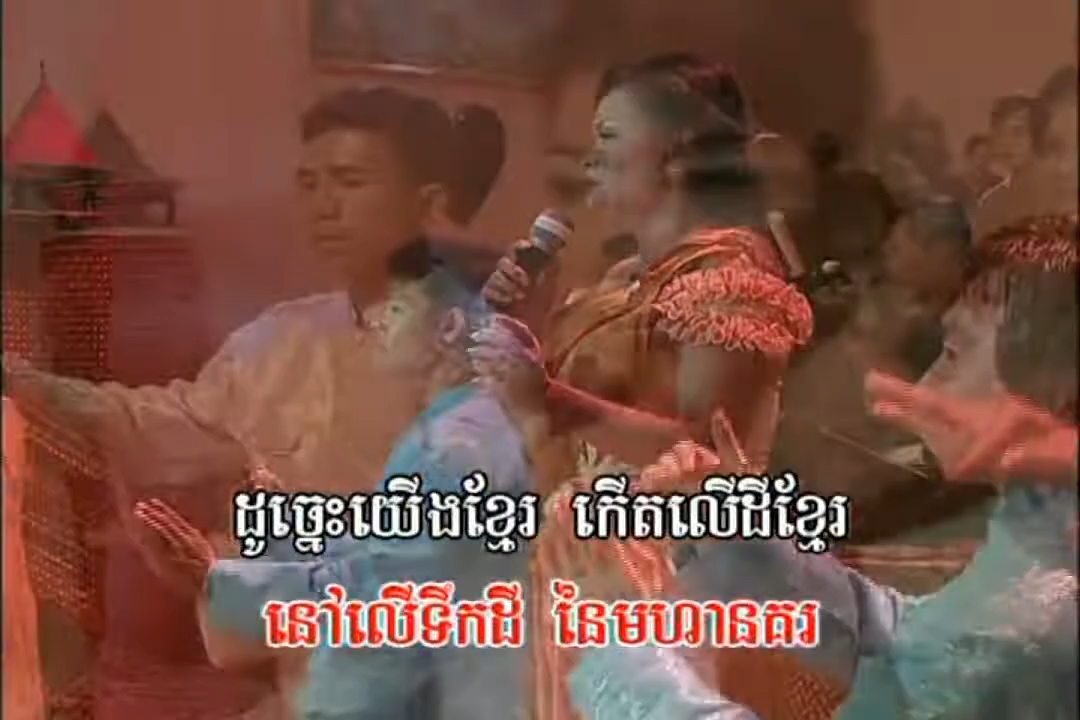 ដូច្នេះយើងខ្មែរ កើតលើដីខ្មែរ
នៅលើទឹកដី នៃមហានគរ